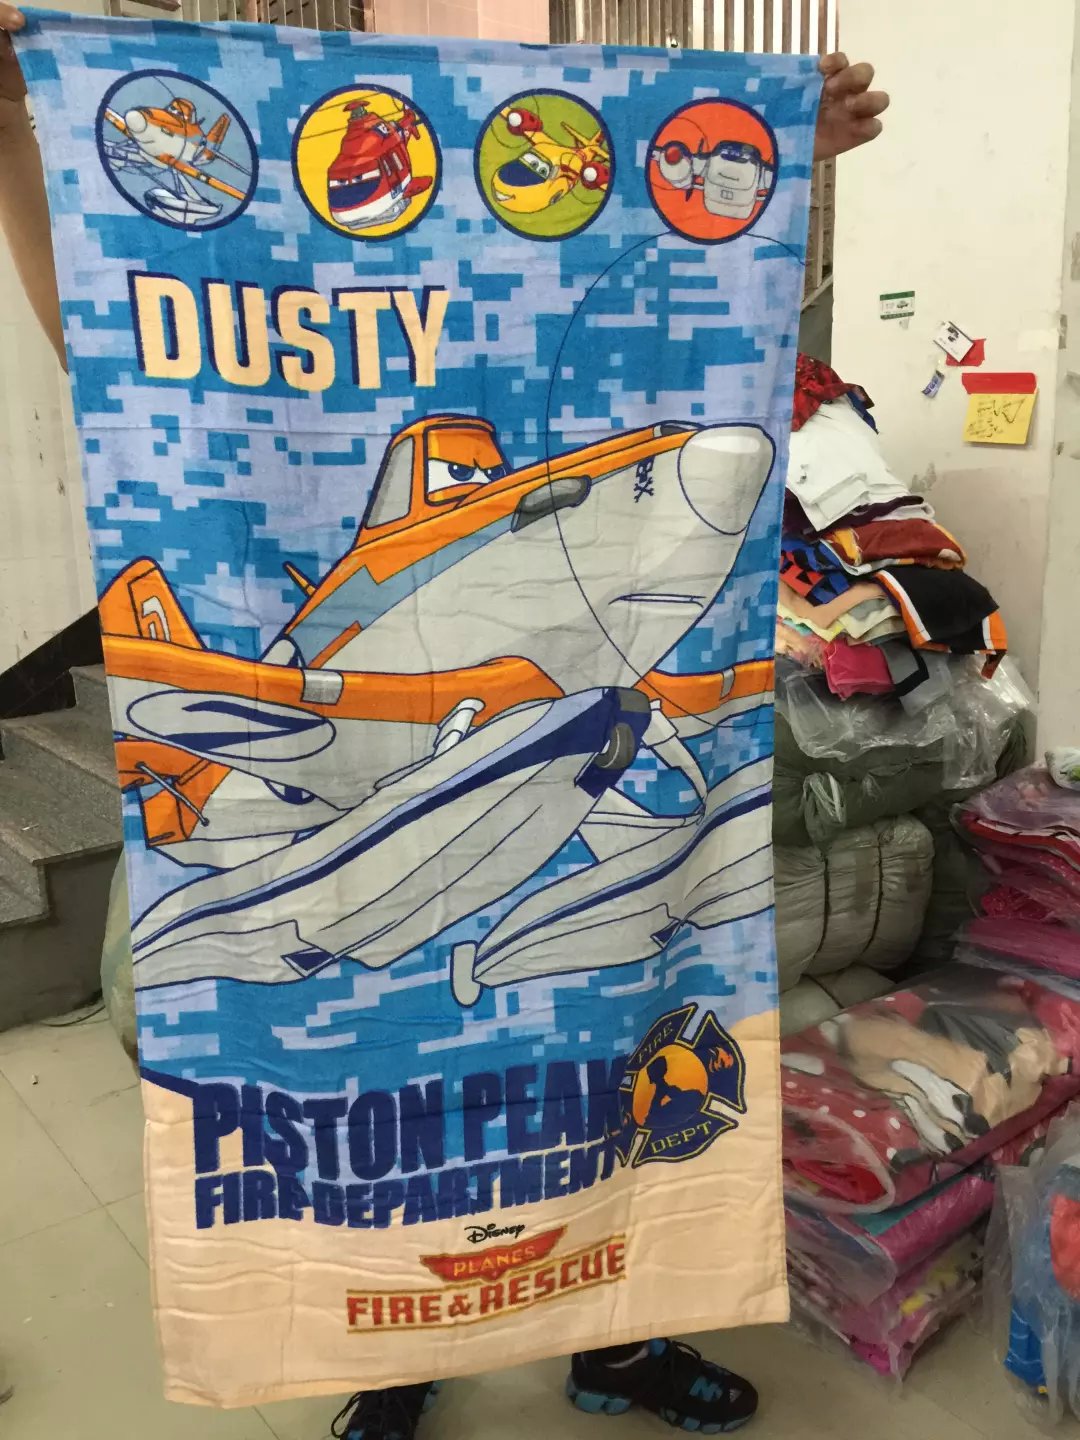 DUSTY
PISTON PEAK
FIRE DEPARTMENT
FIRE
DEPT
Disney
PLANES
FIRE & RESCUE